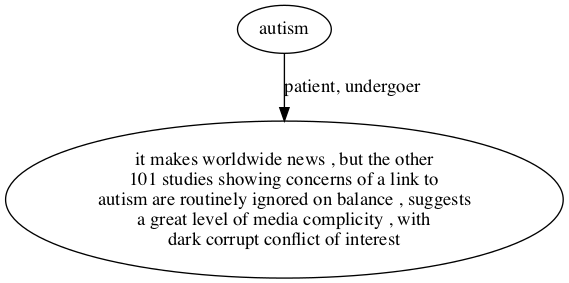 autism
patient, undergoer
it makes worldwide news , but the other
101 studies showing concerns of a link to
autism are routinely ignored on balance , suggests
a great level of media complicity , with
dark corrupt conflict of interest